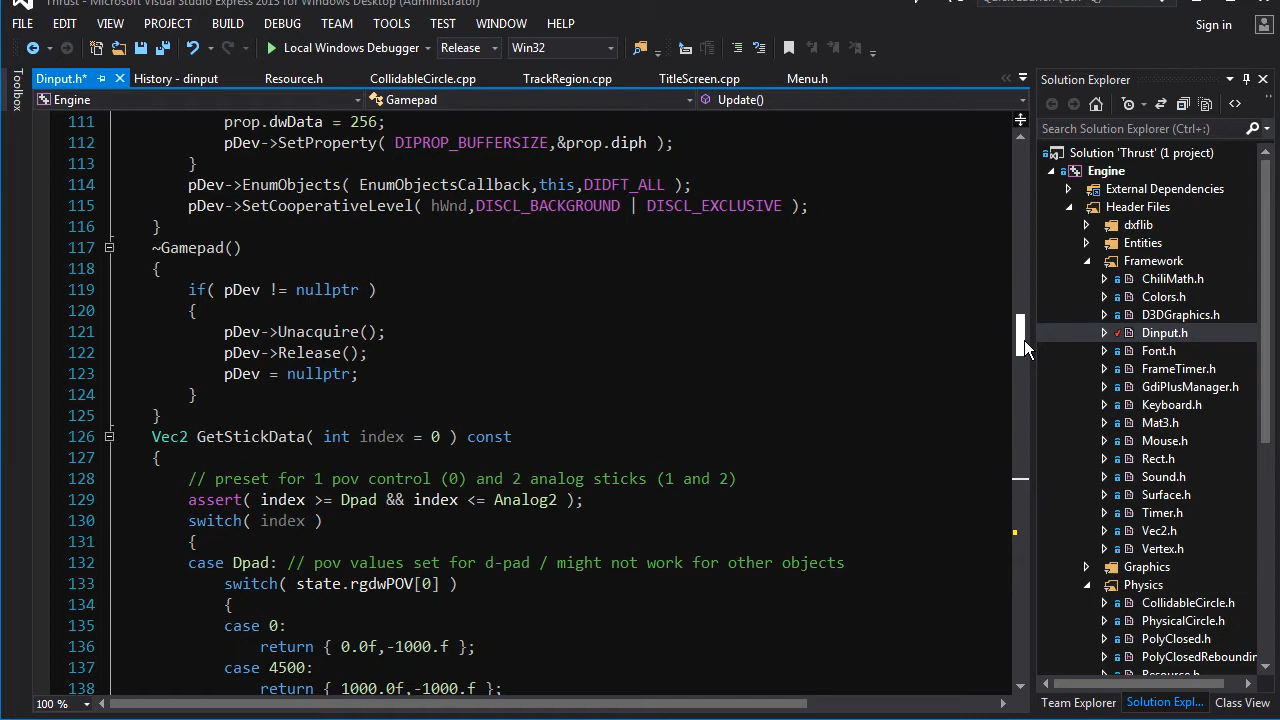 Thrust - Microsoft Visual Studio Express 2013 for Windows Desktop (Administrator)
FILE EDIT VIEW PROJECT BUILD DEBUG TEAM TOOLS TEST WINDOW HELP
Sign in
Local Windows Debugger Release Win32
Toolbox
Dinput.h* History - dinput Resource.h CollidableCircle.cpp TrackRegion.cpp TitleScreen.cpp Menu.h
Engine Gamepad Update()
111 prop.dwData = 256;
112 pDev->SetProperty( DIPROP_BUFFERSIZE,&prop.diph );
113 }
114 pDev->EnumObjects( EnumObjectsCallback,this,DIDFT_ALL );
115 pDev->SetCooperativeLevel( hWnd,DISCL_BACKGROUND | DISCL_EXCLUSIVE );
116 }
117 ~Gamepad()
118 {
119 if( pDev != nullptr )
120 {
121 pDev->Unacquire();
122 pDev->Release();
123 pDev = nullptr;
124 }
125 }
126 Vec2 GetStickData( int index = 0 ) const
127 {
128 // preset for 1 pov control (0) and 2 analog sticks (1 and 2)
129 assert( index >= Dpad && index <= Analog2 );
130 switch( index )
131 {
132 case Dpad: // pov values set for d-pad / might not work for other objects
133 switch( state.rgdwPOV[0] )
134 {
135 case 0:
136 return { 0.0f,-1000.f };
137 case 4500:
138 return { 1000.0f,-1000.f };
100 %
Solution Explorer
Search Solution Explorer (Ctrl+;)
Solution 'Thrust' (1 project)
Engine
External Dependencies
Header Files
dxflib
Entities
Framework
ChiliMath.h
Colors.h
D3DGraphics.h
Dinput.h
Font.h
FrameTimer.h
GdiPlusManager.h
Keyboard.h
Mat3.h
Mouse.h
Rect.h
Sound.h
Surface.h
Timer.h
Vec2.h
Vertex.h
Graphics
Physics
CollidableCircle.h
PhysicalCircle.h
PolyClosed.h
PolyClosedReboundin
Team Explorer Solution Expl... Class View